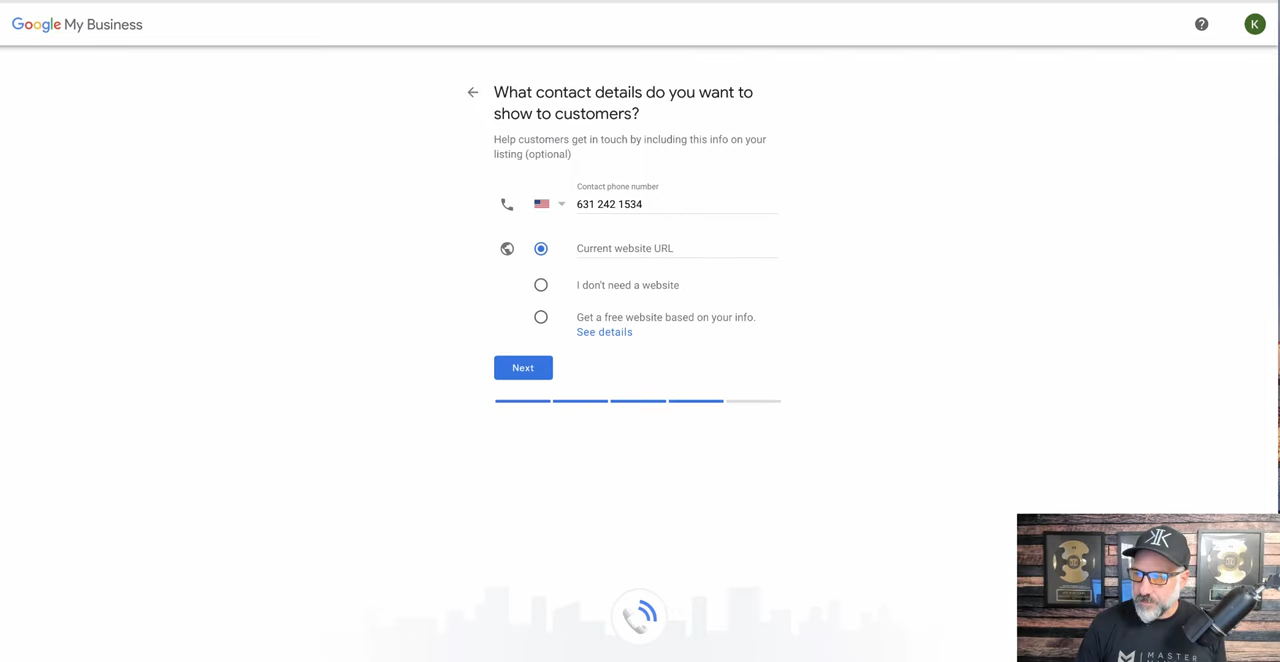 Google My Business
K
What contact details do you want to
show to customers?
Help customers get in touch by including this info on your
listing (optional)
Contact phone number
631 242 1534
Current website URL
I don't need a website
Get a free website based on your info.
See details
Next
MASTER